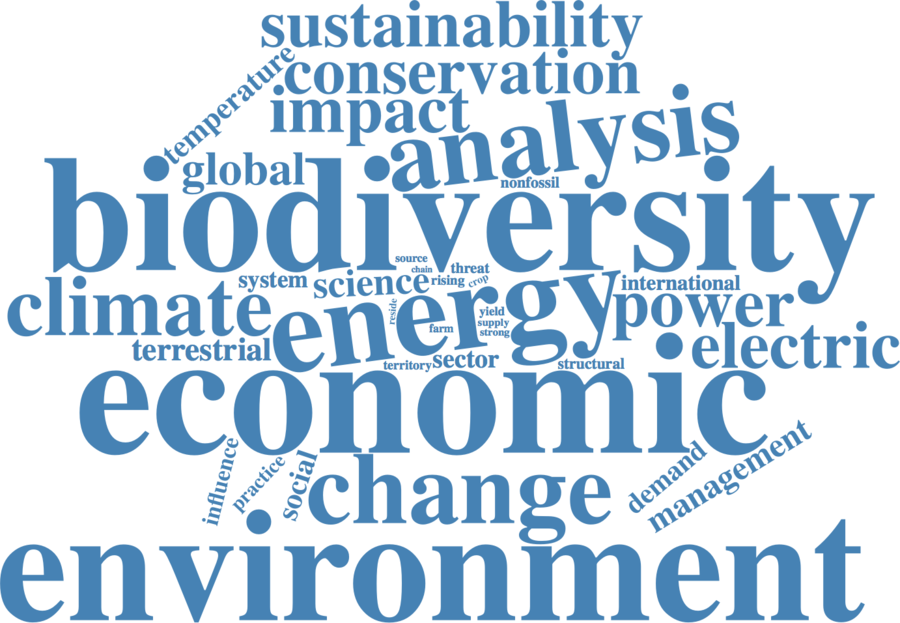 sustainability
temperature
conservation
impact
analysis
global
nonfossil
biodiversity
source
chain
threat
system
science
rising
crop
international
climate
energy
reside
yield
power
supply
farm
strong
terrestrial
electric
territory
sector
structural
economic
influence
practice
social
change
demand
management
environment